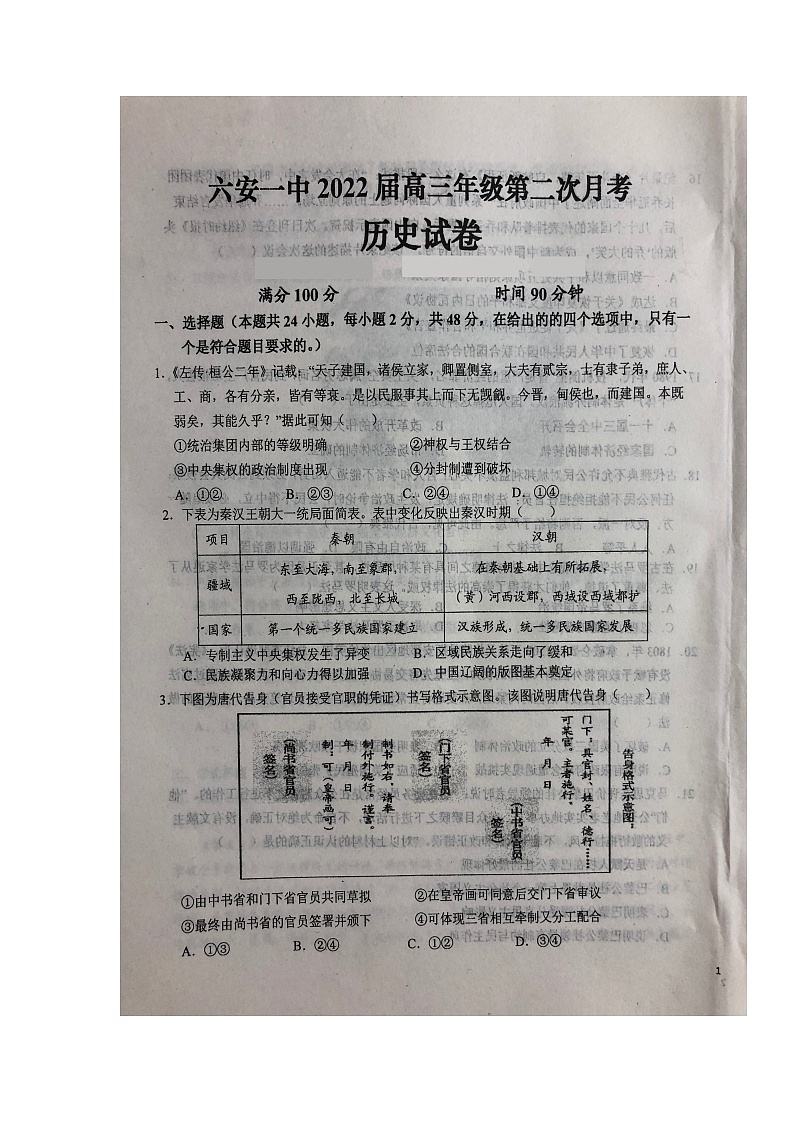 六安一中 2022 届高三年级第二次月考
历史试卷
满分 100 分 时间 90 分钟
一、选择题（本题共 24 小题，每小题 2 分，共 48 分，在给出的的四个选项中，只有一
个是符合题目要求的。）
1.《左传·桓公二年》记载：“天子建国，诸侯立家，卿置侧室，大夫有贰宗，士有隶子弟，庶人、
工、商，各有分亲，皆有等衰。是以民服事其上而下无觊觎。今晋，甸侯也，而建国。本既
弱矣，其能久乎？”据此可知（ ）
①统治集团内部的等级明确 ②神权与王权结合
③中央集权的政治制度出现 ④分封制遭到破坏
A．①② B．②③ C．②④ D．①④
2．下表为秦汉王朝大一统局面简表。表中变化反映出秦汉时期（ ）
项目 秦朝 汉朝
疆域 东至大海，南至象郡，西至陇西，北至长城 在秦朝基础上有所拓展，（黄）河西设郡，西域设西域都护
国家 第一个统一多民族国家建立 汉族形成，统一多民族国家发展
A．专制主义中央集权发生了异变 B．区域民族关系走向了缓和
C．民族凝聚力和向心力得以加强 D．中国辽阔的版图基本奠定
3．下图为唐代告身（官员接受官职的凭证）书写格式示意图。该图说明唐代告身（ ）
告身格式示意图：
门下：具官封、姓名、德行……
可某官。主者施行。
年 月 日
（中书省官员
签名）
（门下省官员
签名）
制书如右，请奉
制付外施行。谨言。
年 月 日
制：可（皇帝画可）
（尚书省官员
签名）
①由中书省和门下省官员共同草拟 ②在皇帝画可同意后交门下省审议
③最终由尚书省的官员签署并颁下 ④可体现三省相互牵制又分工配合
A．①③ B．②④ C．①② D．③④
1